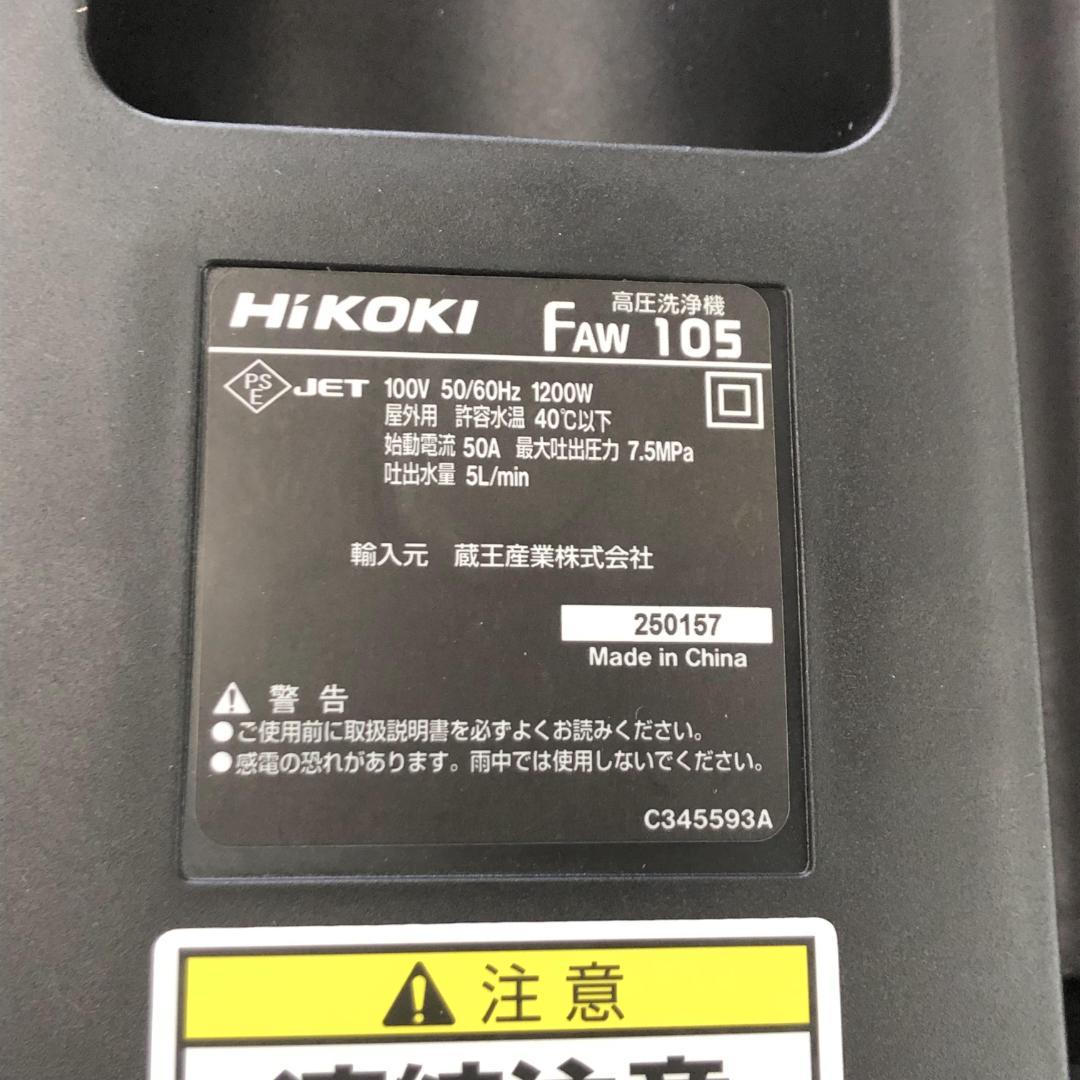 HiKOKI
高圧洗浄機
FAW 105
PSE JET 100V 50/60Hz 1200W
屋外用 許容水温 40℃以下
始動電流 50A 最大吐出圧力 7.5MPa
吐出水量 5L/min
輸入元 蔵王産業株式会社
250157
Made in China
警告
●ご使用前に取扱説明書を必ずよくお読みください。
●感電の恐れがあります。雨中では使用しないでください。
C345593A
注意
凍結注意